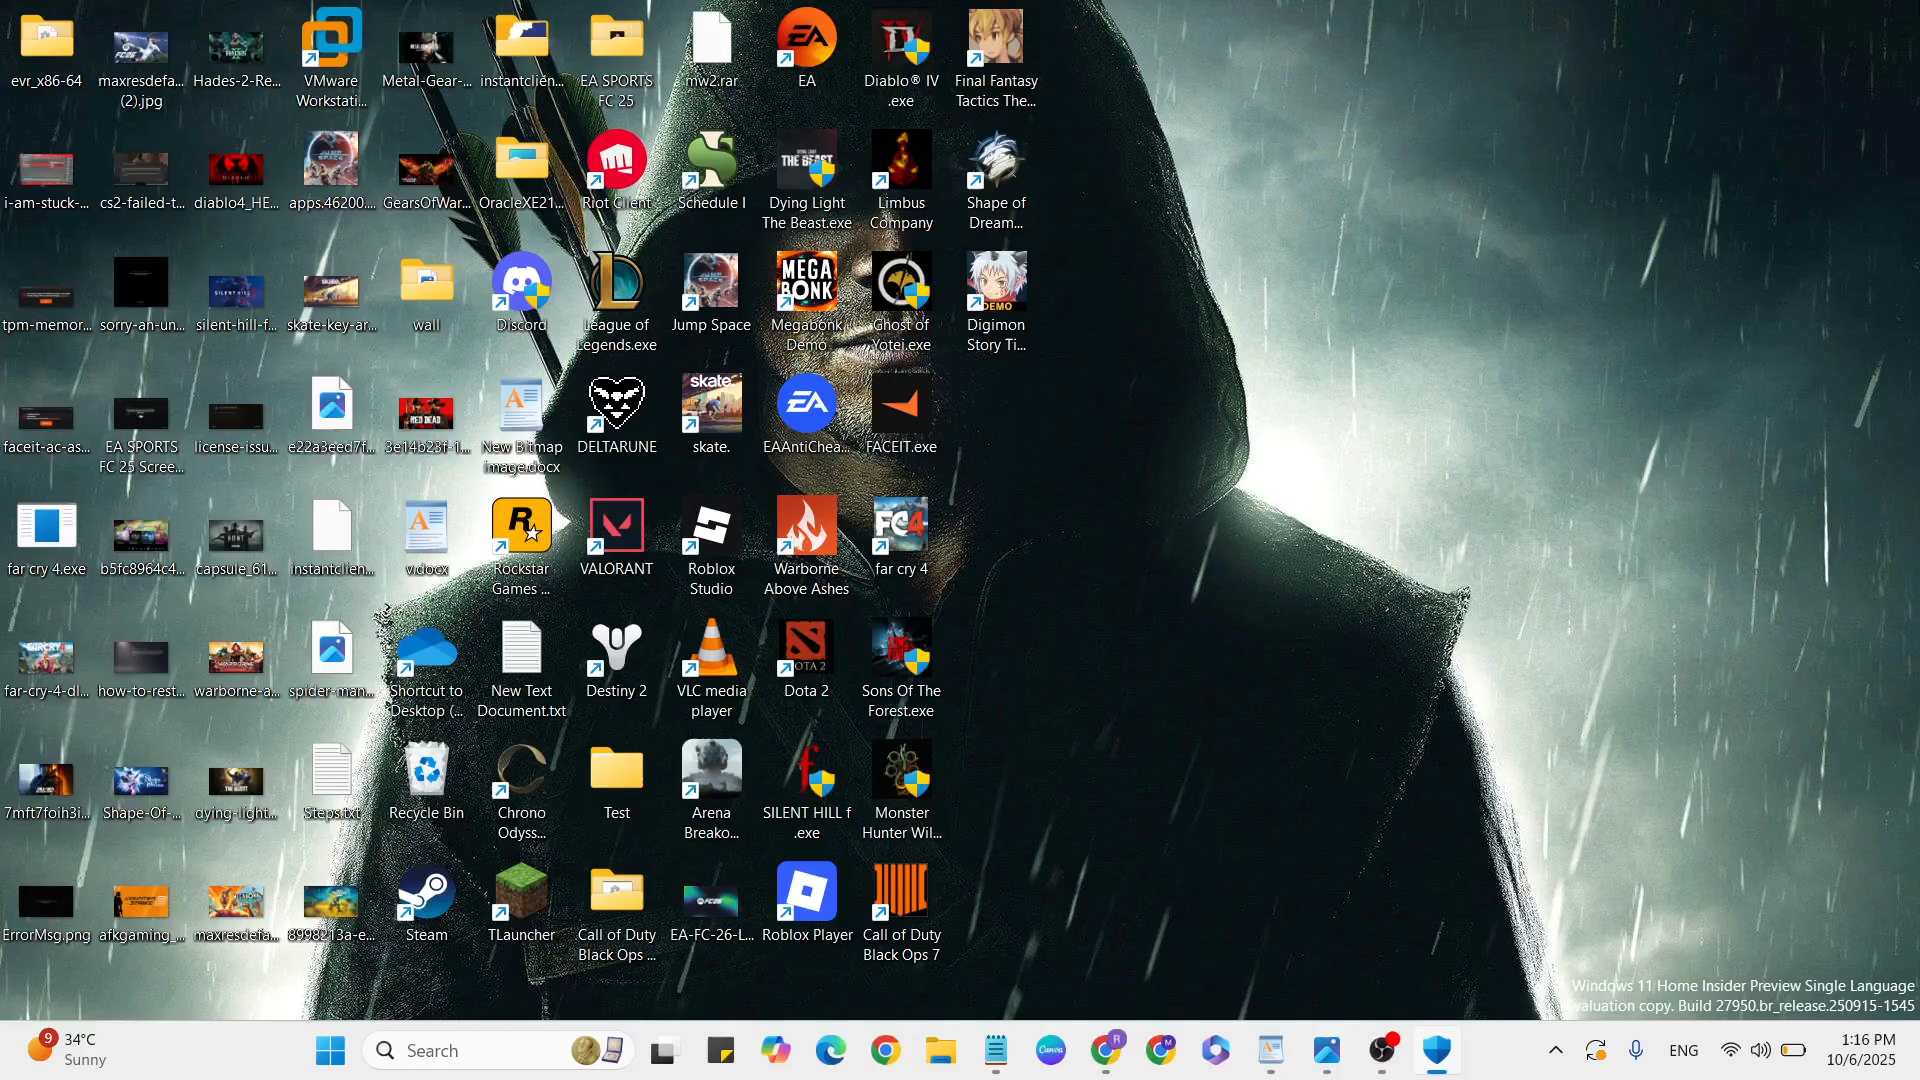 evr_x86-64
maxresdefa...
(2).jpg
Hades-2-Re...
VMware
Workstati...
Metal-Gear-...
instantclien...
EA SPORTS
FC 25
mw2.rar
EA
Diablo® IV
.exe
Final Fantasy
Tactics The...
i-am-stuck-...
cs2-failed-t...
diablo4_HE...
apps.46200....
GearsOfWar...
OracleXE21...
Riot Client
Schedule I
Dying Light
The Beast.exe
Limbus
Company
Shape of
Dream...
tpm-memor...
sorry-an-un...
silent-hill-f...
skate-key-ar...
wall
Discord
League of
Legends.exe
Jump Space
Megabonk
Demo
Ghost of
Yotei.exe
Digimon
Story Ti...
faceit-ac-as...
EA SPORTS
FC 25 Scree...
license-issu...
e22a3eed7f...
3e14b23f-1...
New Bitmap
image.docx
DELTARUNE
skate.
EAAntiChea...
FACEIT.exe
far cry 4.exe
b5fc8964c4...
capsule_61...
instantclien...
v.docx
Rockstar
Games ...
VALORANT
Roblox
Studio
Warborne
Above Ashes
far cry 4
far-cry-4-dl...
how-to-rest...
warborne-a...
spider-man...
Shortcut to
Desktop (...
New Text
Document.txt
Destiny 2
VLC media
player
Dota 2
Sons Of The
Forest.exe
7mft7foih3i...
Shape-Of-...
dying-light...
Steps.txt
Recycle Bin
Chrono
Odyss...
Test
Arena
Breako...
SILENT HILL f
.exe
Monster
Hunter Wil...
ErrorMsg.png
afkgaming_...
maxresdefa...
8998213a-e...
Steam
TLauncher
Call of Duty
Black Ops ...
EA-FC-26-L...
Roblox Player
Call of Duty
Black Ops 7
Windows 11 Home Insider Preview Single Language
Evaluation copy. Build 27950.br_release.250915-1545
9
34°C
Sunny
Search
ENG
1:16 PM
10/6/2025